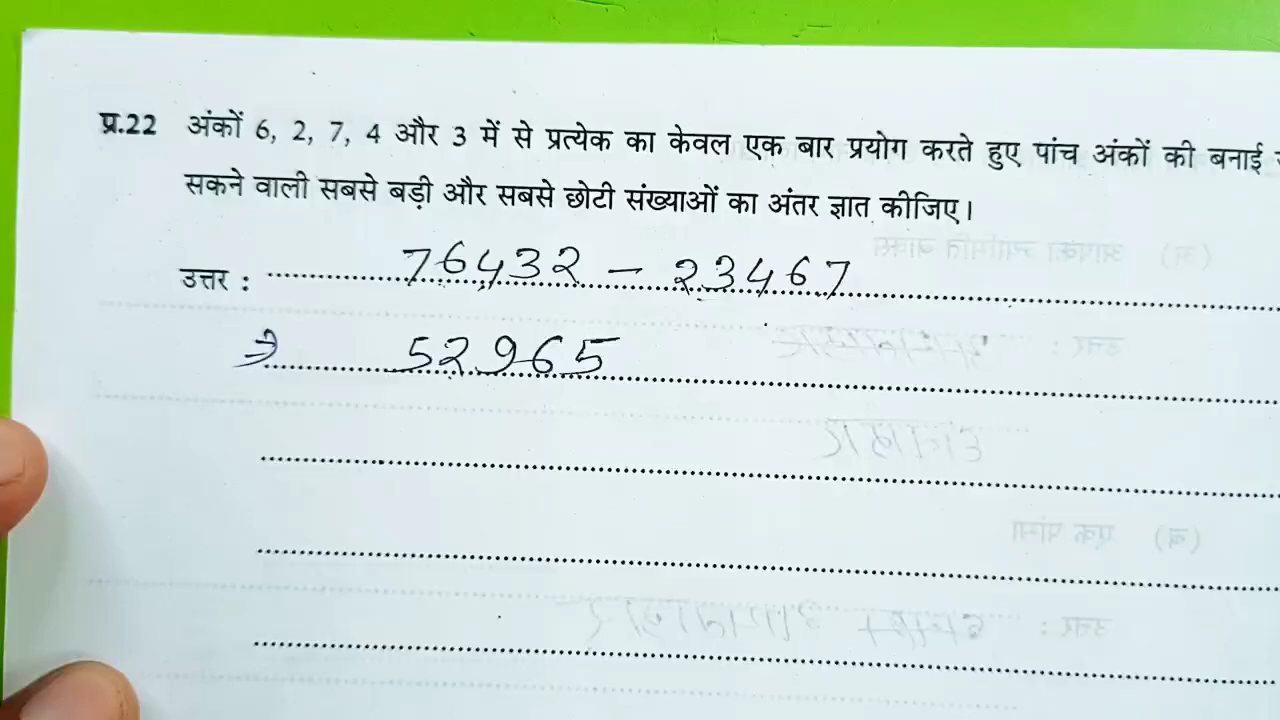 प्र.22 अंकों 6, 2, 7, 4 और 3 में से प्रत्येक का केवल एक बार प्रयोग करते हुए पांच अंकों की बनाई
सकने वाली सबसे बड़ी और सबसे छोटी संख्याओं का अंतर ज्ञात कीजिए।
उत्तर : 76432 - 23467
⇒ 52965